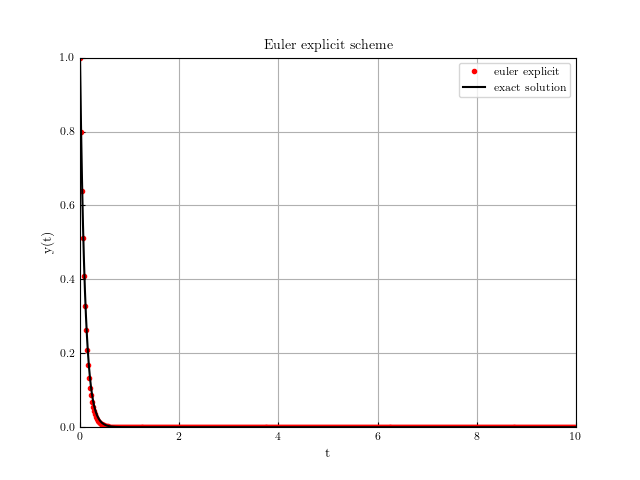 Euler explicit scheme
euler explicit
exact solution
1.0
0.8
0.6
0.4
0.2
0.0
y(t)
0 2 4 6 8 10
t